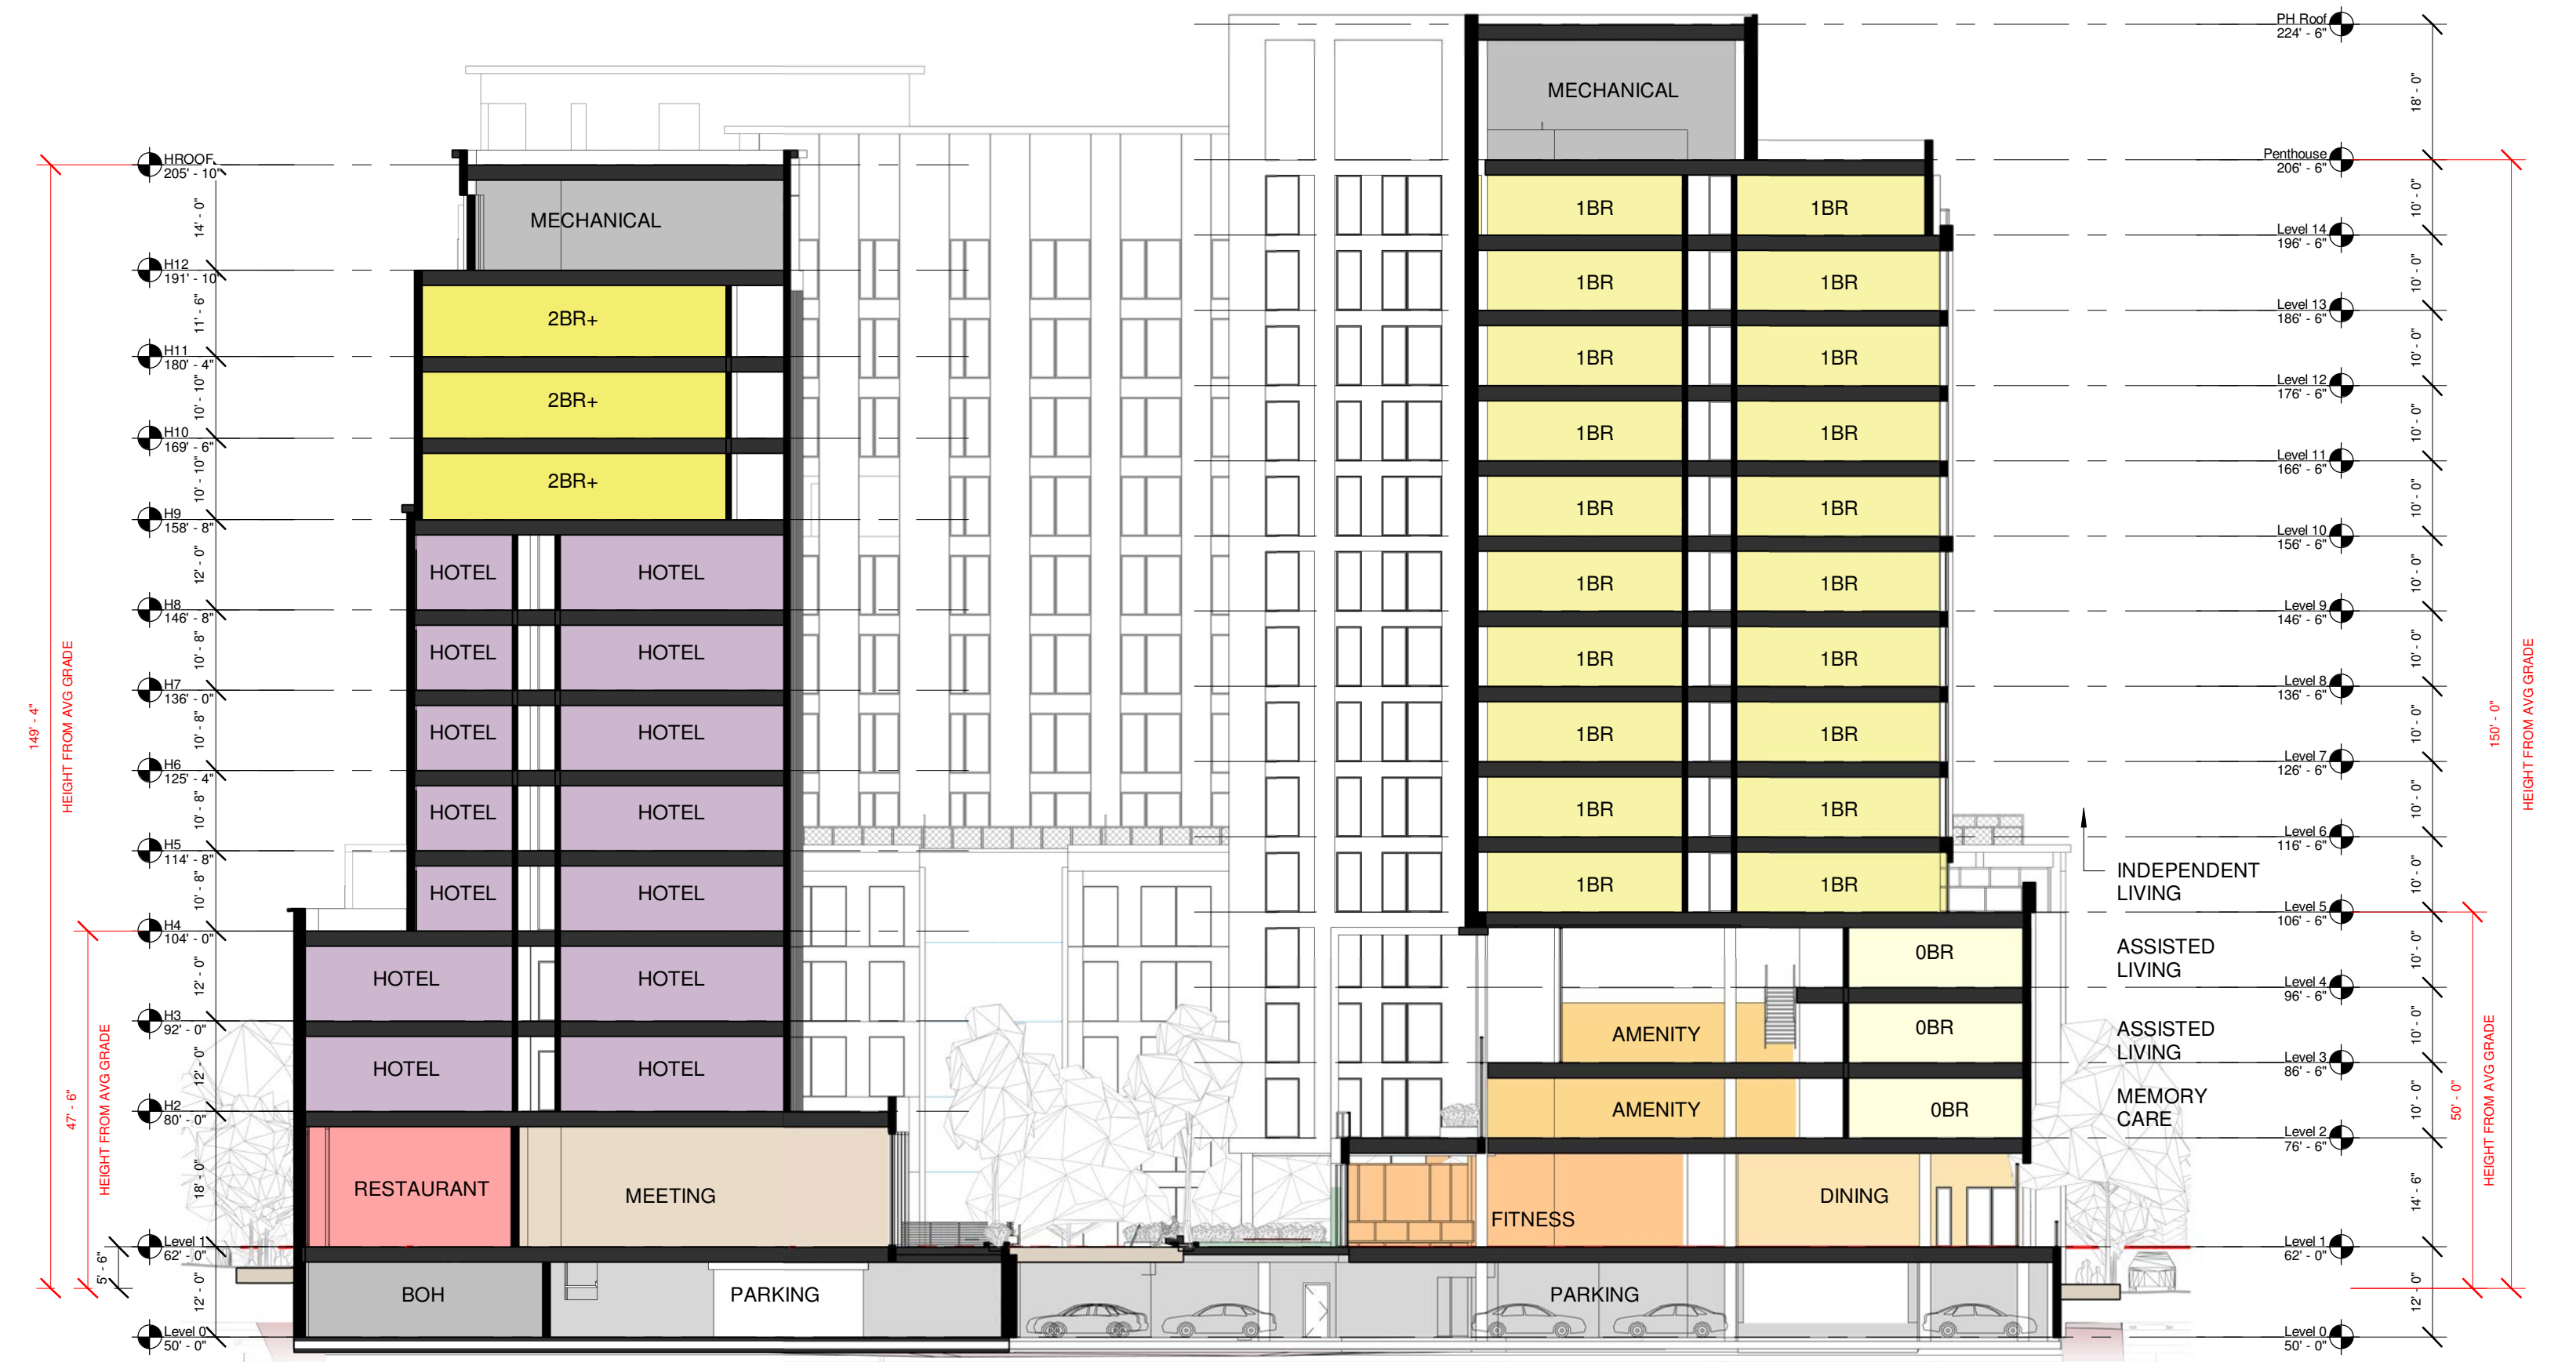 HROOF
205' - 10"
14' - 0"
H12
191' - 10"
11' - 6"
H11
180' - 4"
10' - 10"
H10
169' - 6"
10' - 10"
H9
158' - 8"
12' - 0"
H8
146' - 8"
10' - 8"
H7
136' - 0"
10' - 8"
H6
125' - 4"
10' - 8"
H5
114' - 8"
10' - 8"
H4
104' - 0"
12' - 0"
H3
92' - 0"
12' - 0"
H2
80' - 0"
18' - 0"
Level 1
62' - 0"
12' - 0"
Level 0
50' - 0"
149' - 4"
HEIGHT FROM AVG GRADE
47' - 6"
HEIGHT FROM AVG GRADE
5' - 6"
MECHANICAL
2BR+
2BR+
2BR+
HOTEL HOTEL
HOTEL HOTEL
HOTEL HOTEL
HOTEL HOTEL
HOTEL HOTEL
HOTEL HOTEL
HOTEL HOTEL
RESTAURANT MEETING
BOH PARKING
MECHANICAL
1BR 1BR
1BR 1BR
1BR 1BR
1BR 1BR
1BR 1BR
1BR 1BR
1BR 1BR
1BR 1BR
1BR 1BR
1BR 1BR
0BR
AMENITY 0BR
AMENITY 0BR
FITNESS DINING
PARKING
INDEPENDENT
LIVING
ASSISTED
LIVING
ASSISTED
LIVING
MEMORY
CARE
PH Roof
224' - 6"
18' - 0"
Penthouse
206' - 6"
10' - 0"
Level 14
196' - 6"
10' - 0"
Level 13
186' - 6"
10' - 0"
Level 12
176' - 6"
10' - 0"
Level 11
166' - 6"
10' - 0"
Level 10
156' - 6"
10' - 0"
Level 9
146' - 6"
10' - 0"
Level 8
136' - 6"
10' - 0"
Level 7
126' - 6"
10' - 0"
Level 6
116' - 6"
10' - 0"
Level 5
106' - 6"
10' - 0"
Level 4
96' - 6"
10' - 0"
Level 3
86' - 6"
10' - 0"
Level 2
76' - 6"
14' - 6"
Level 1
62' - 0"
12' - 0"
Level 0
50' - 0"
150' - 0"
HEIGHT FROM AVG GRADE
50' - 0"
HEIGHT FROM AVG GRADE